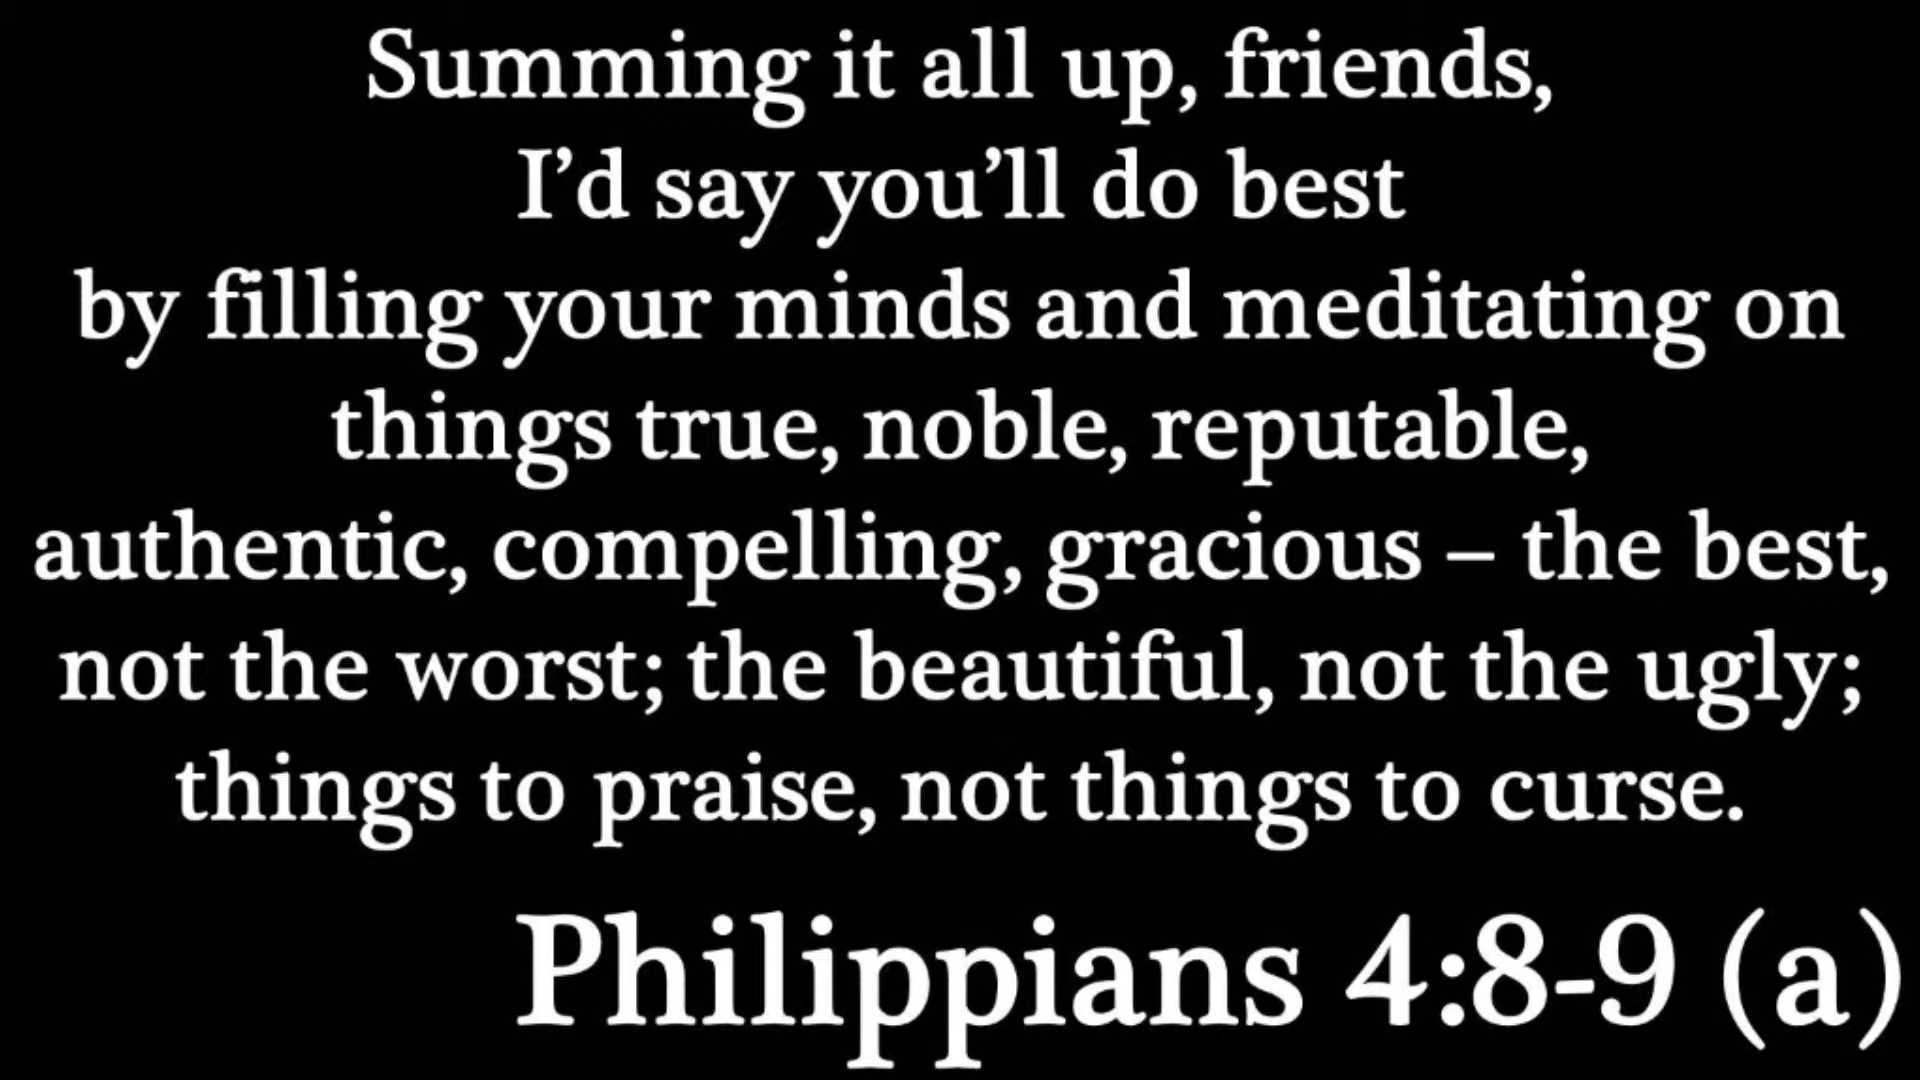 Summing it all up, friends,
I’d say you’ll do best
by filling your minds and meditating on
things true, noble, reputable,
authentic, compelling, gracious – the best,
not the worst; the beautiful, not the ugly;
things to praise, not things to curse.
Philippians 4:8-9 (a)